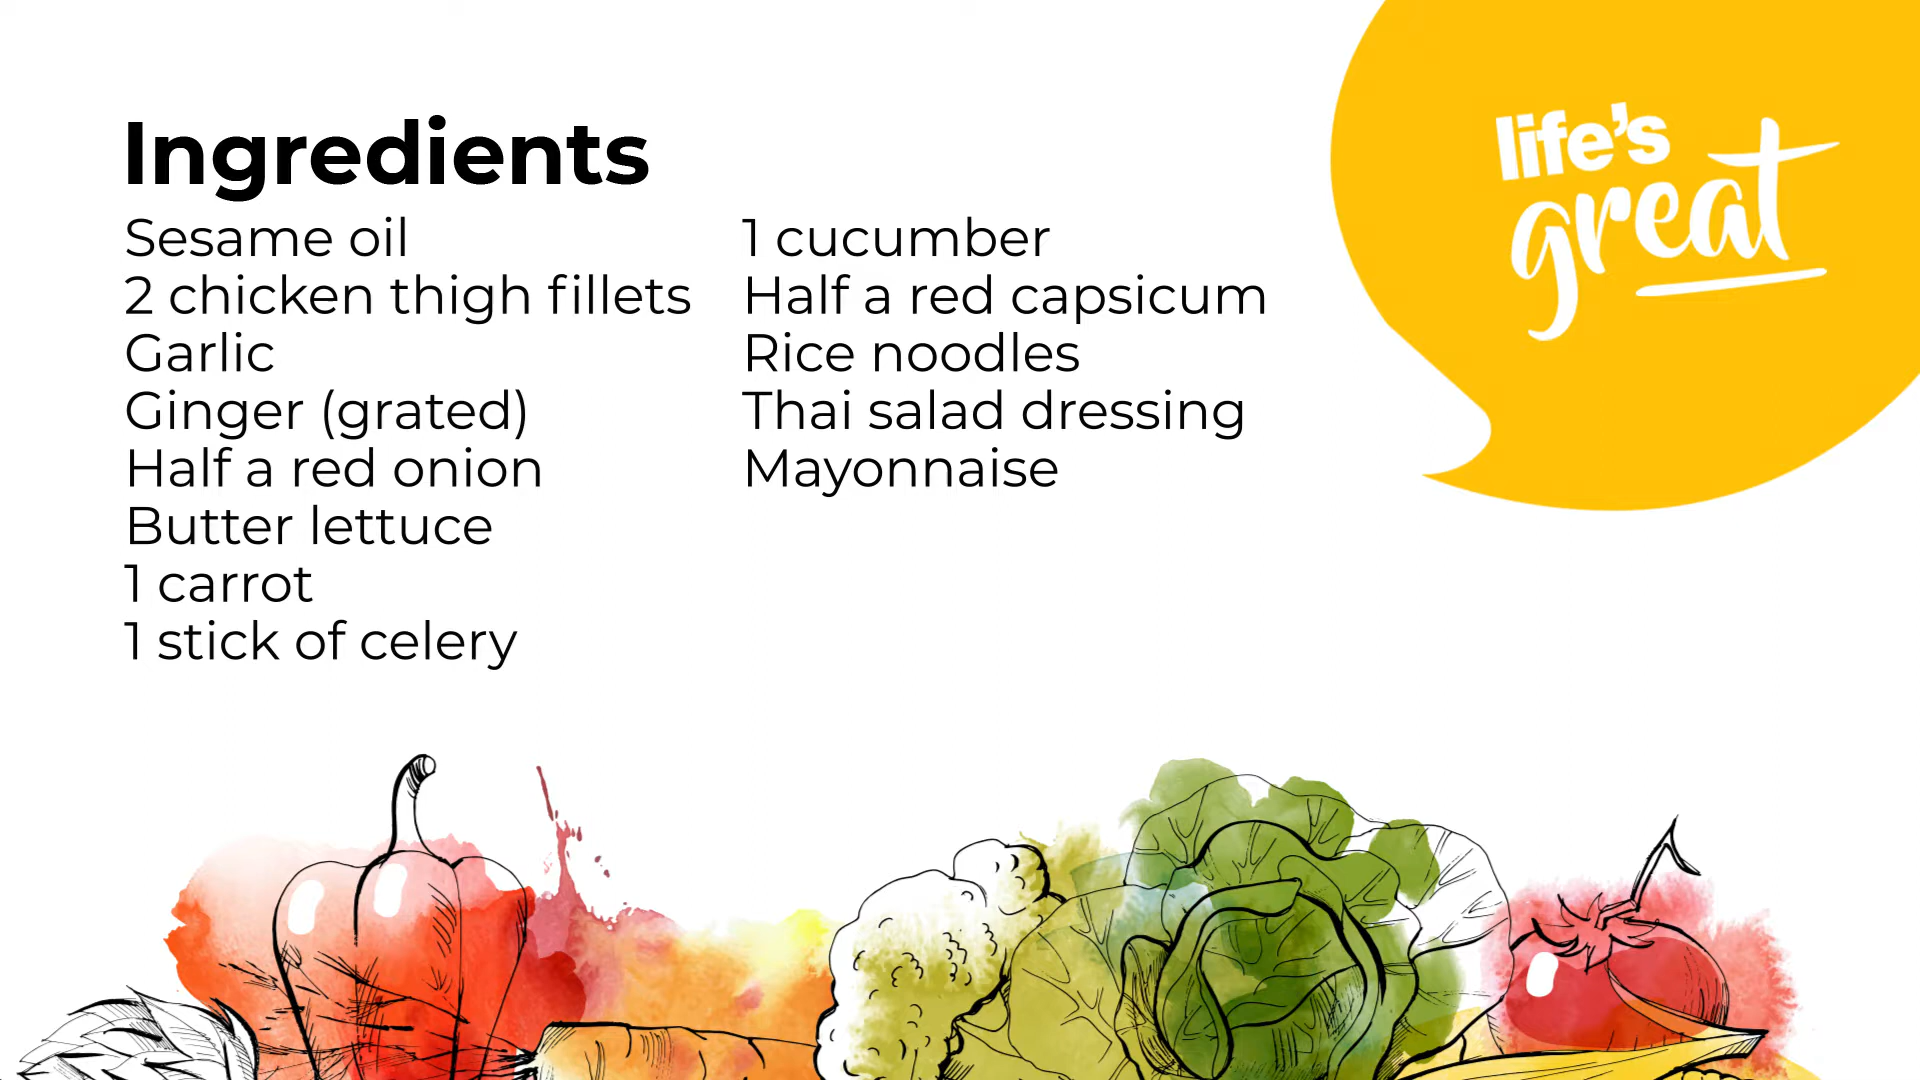 Ingredients
Sesame oil
2 chicken thigh fillets
Garlic
Ginger (grated)
Half a red onion
Butter lettuce
1 carrot
1 stick of celery
1 cucumber
Half a red capsicum
Rice noodles
Thai salad dressing
Mayonnaise
life's
great